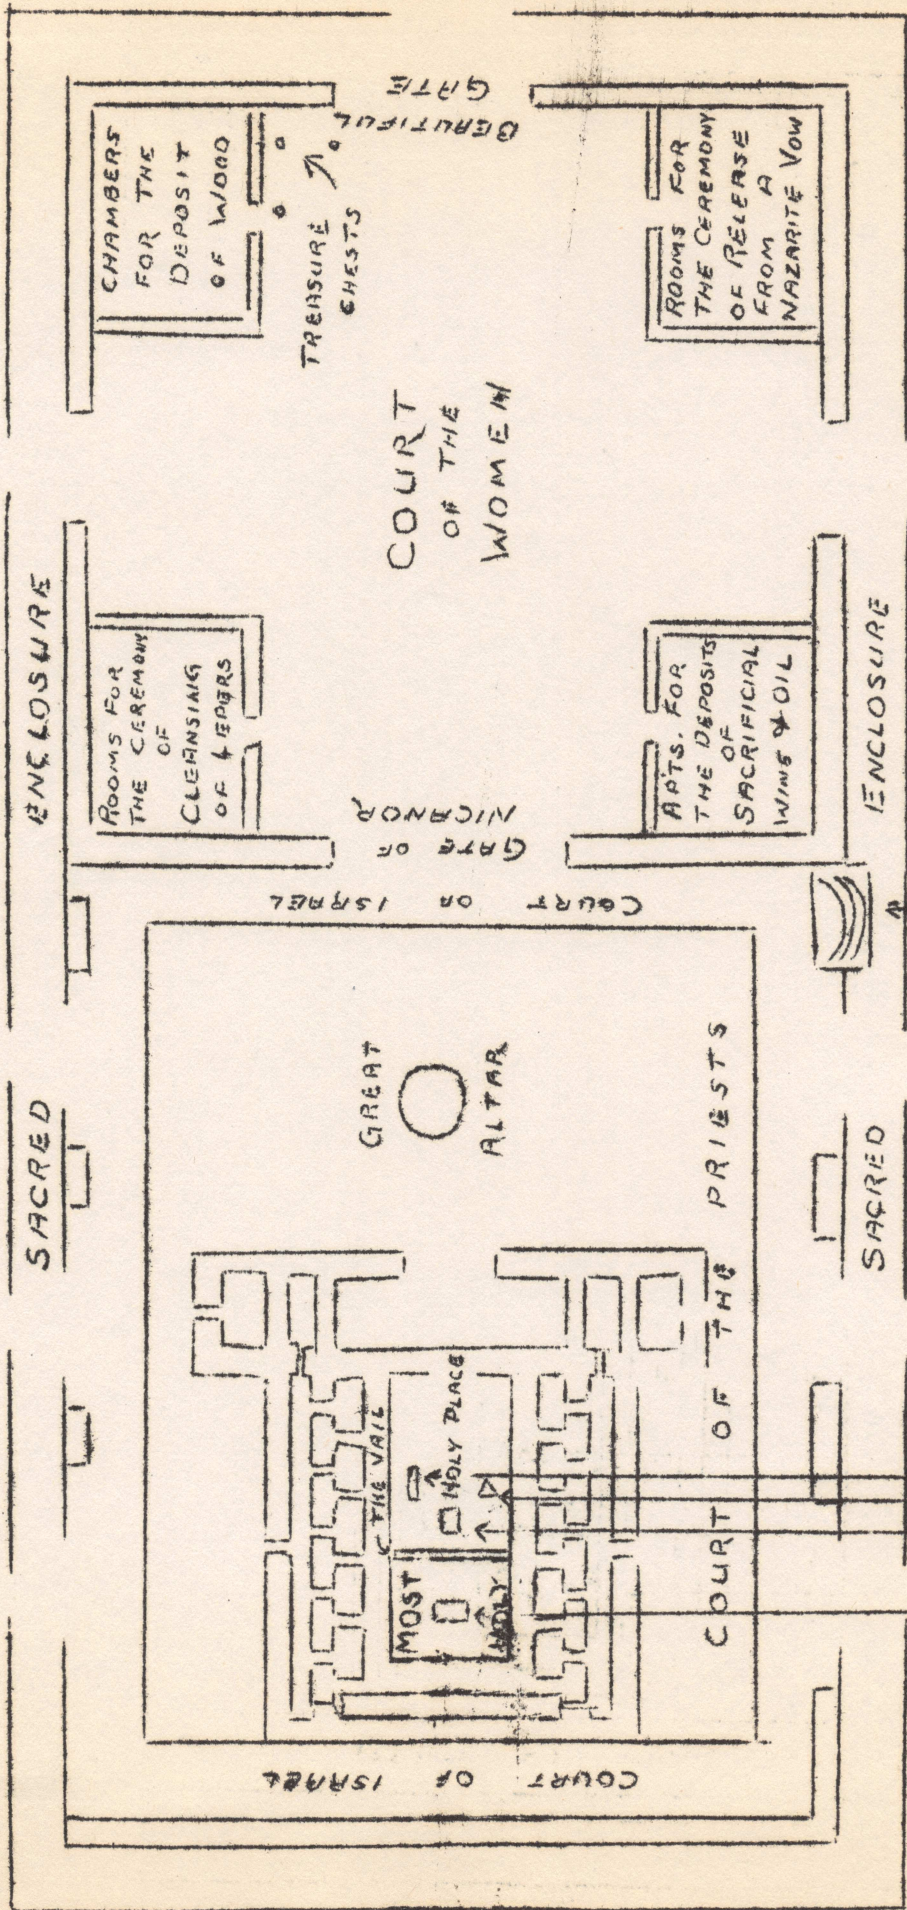 BEAUTIFUL
GATE
CHAMBERS
FOR THE
DEPOSIT
OF WOOD
TREASURE
CHESTS
ROOMS FOR
THE CEREMONY
OF RELEASE
FROM A
NAZARITE VOW
COURT
OF THE
WOMEN
ENCLOSURE
ROOMS FOR
THE CEREMONY
OF
CLEANSING
OF LEPERS
APTS. FOR
THE DEPOSITS
OF
SACRIFICIAL
WINE & OIL
ENCLOSURE
GATE OF
NICANOR
COURT OF ISRAEL
GREAT
ALTAR
SACRED
SACRED
COURT OF THE PRIESTS
THE VAIL
HOLY PLACE
MOST
HOLY
COURT OF ISRAEL